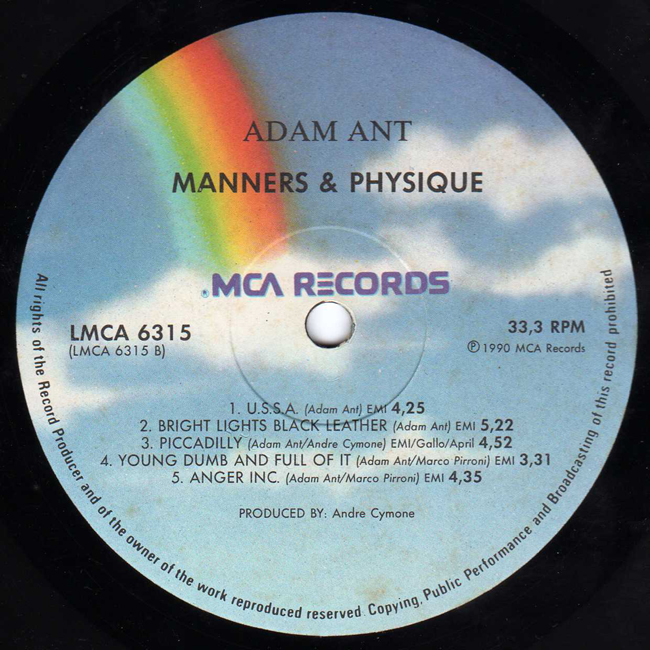 ADAM ANT
MANNERS & PHYSIQUE
MCA RECORDS
LMCA 6315
(LMCA 6315 B)
33,3 RPM
Ⓟ 1990 MCA Records
1. U.S.S.A. (Adam Ant) EMI 4,25
2. BRIGHT LIGHTS BLACK LEATHER (Adam Ant) EMI 5,22
3. PICCADILLY (Adam Ant/Andre Cymone) EMI/Gallo/April 4,52
4. YOUNG DUMB AND FULL OF IT (Adam Ant/Marco Pirroni) EMI 3,31
5. ANGER INC. (Adam Ant/Marco Pirroni) EMI 4,35
PRODUCED BY: Andre Cymone
All rights of the Record Producer and of the owner of the work reproduced reserved. Copying, Public Performance and Broadcasting of this record prohibited